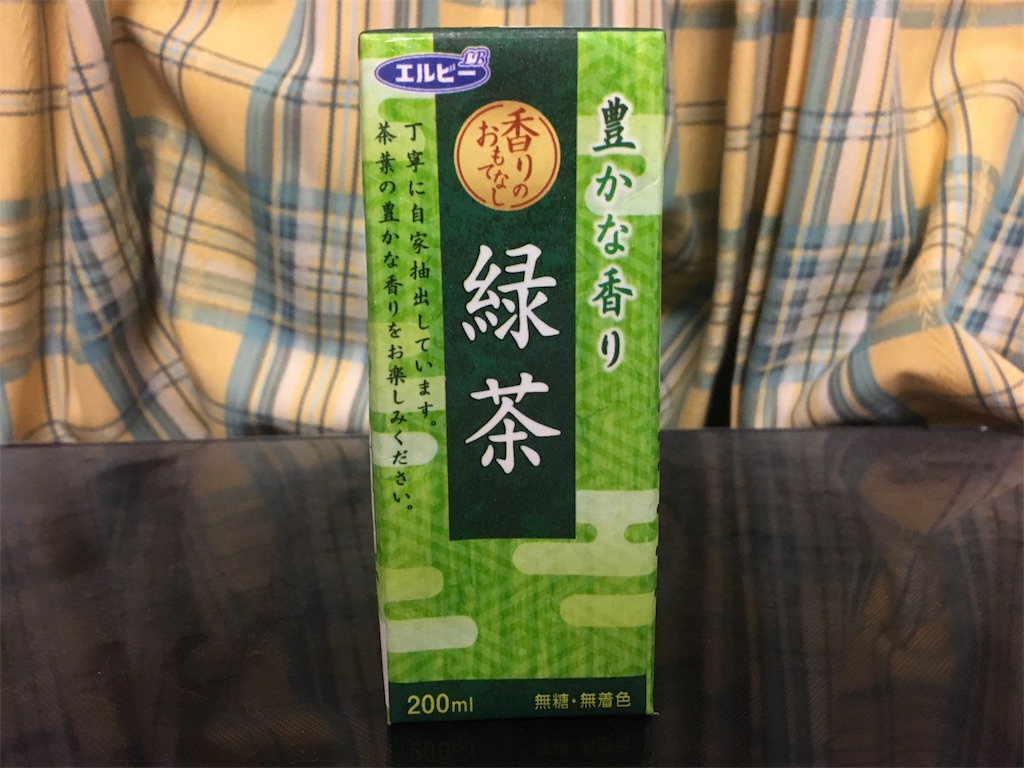 エルビー
LB
香りの
おもてなし
豊かな香り
緑茶
丁寧に自家抽出しています。
茶葉の豊かな香りをお楽しみください。
200ml
無糖・無着色